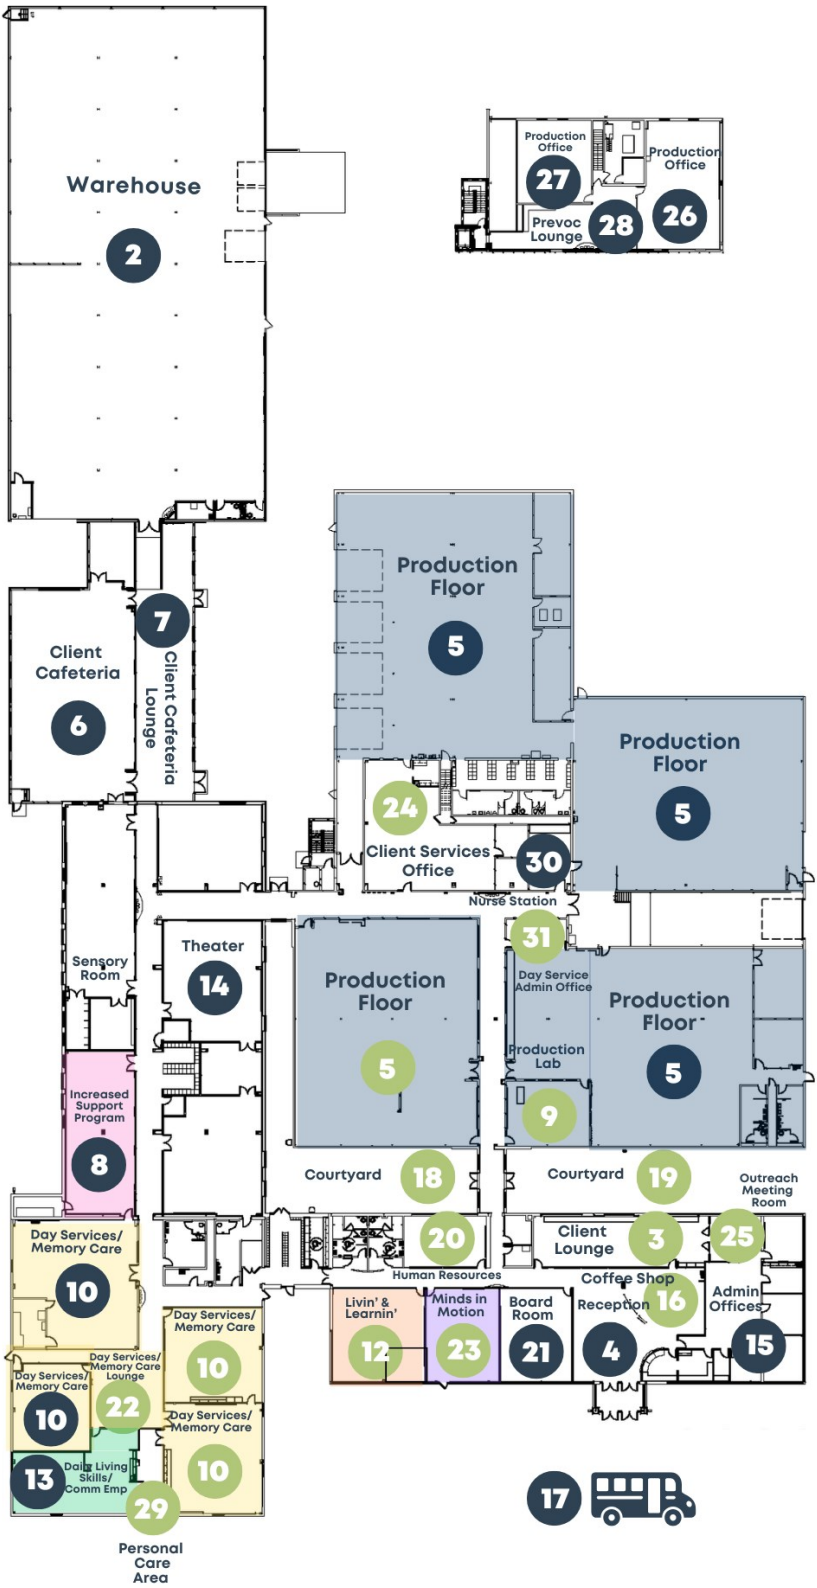 Warehouse
2
Production
Office
27
Production
Office
26
Prevoc
Lounge
28
Production
Floor
5
7
Client
Cafeteria
6
Client Cafeteria
Lounge
Production
Floor
5
24
Client Services
Office
30
Nurse Station
31
Day Service
Admin Office
Theater
14
Sensory
Room
Production
Floor
5
Production
Floor
5
Production
Lab
9
Increased
Support
Program
8
Courtyard
18
Courtyard
19
Outreach
Meeting
Room
25
Day Services/
Memory Care
10
20
Human Resources
Client
Lounge
3
Coffee Shop
16
Reception
4
Admin
Offices
15
Livin' &
Learnin'
12
Minds in
Motion
23
Board
Room
21
Day Services/
Memory Care
10
Day Services/
Memory Care
Lounge
22
Day Services/
Memory Care
10
Day Services/
Memory Care
10
13
Daily Living
Skills/
Comm Emp
29
Personal
Care
Area
17